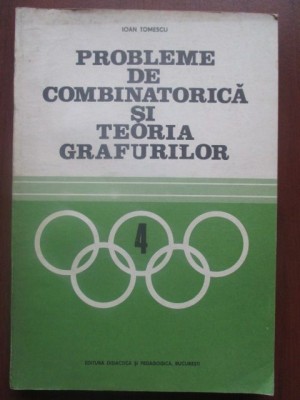 IOAN TOMESCU
PROBLEME
DE
COMBINATORICĂ
ȘI
TEORIA
GRAFURILOR
4
EDITURA DIDACTICĂ ȘI PEDAGOGICĂ, BUCUREȘTI